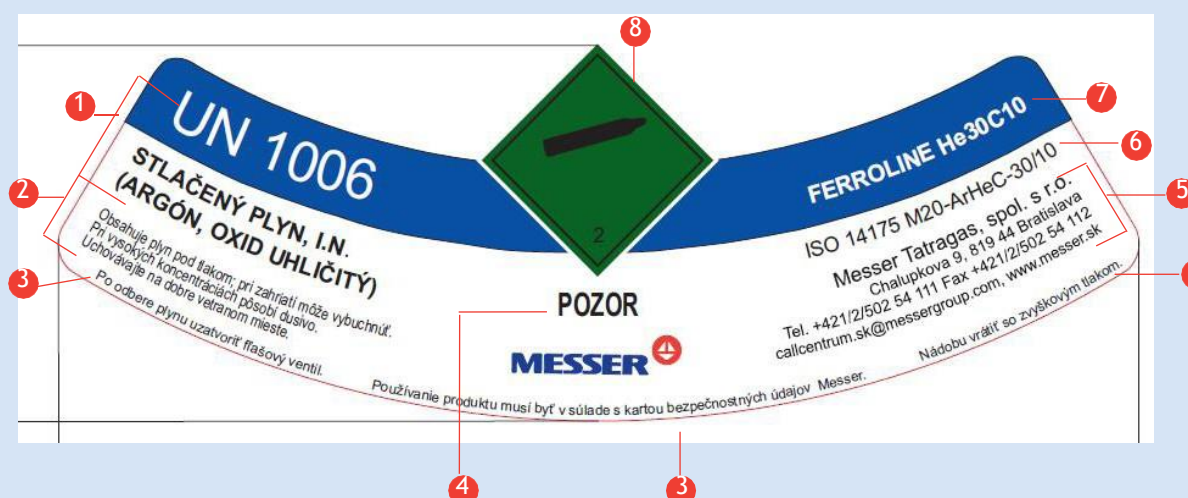 8
1
UN 1006
7
FERROLINE He30C10
6
2
STLAČENÝ PLYN, I.N.
(ARGÓN, OXID UHLIČITÝ)
ISO 14175 M20-ArHeC-30/10
5
Obsahuje plyn pod tlakom; pri zahriatí môže vybuchnúť.
Pri vysokých koncentráciách pôsobí dusivo.
Uchovávajte na dobre vetranom mieste.
2
Messer Tatragas, spol. s r.o.
Chalupkova 9, 819 44 Bratislava
Tel. +421/2/502 54 111 Fax +421/2/502 54 112
callcentrum.sk@messergroup.com, www.messer.sk
3
POZOR
MESSER
Po odbere plynu uzatvoriť fľašový ventil.
Používanie produktu musí byť v súlade s kartou bezpečnostných údajov Messer.
Nádobu vrátiť so zvyškovým tlakom.
4
3